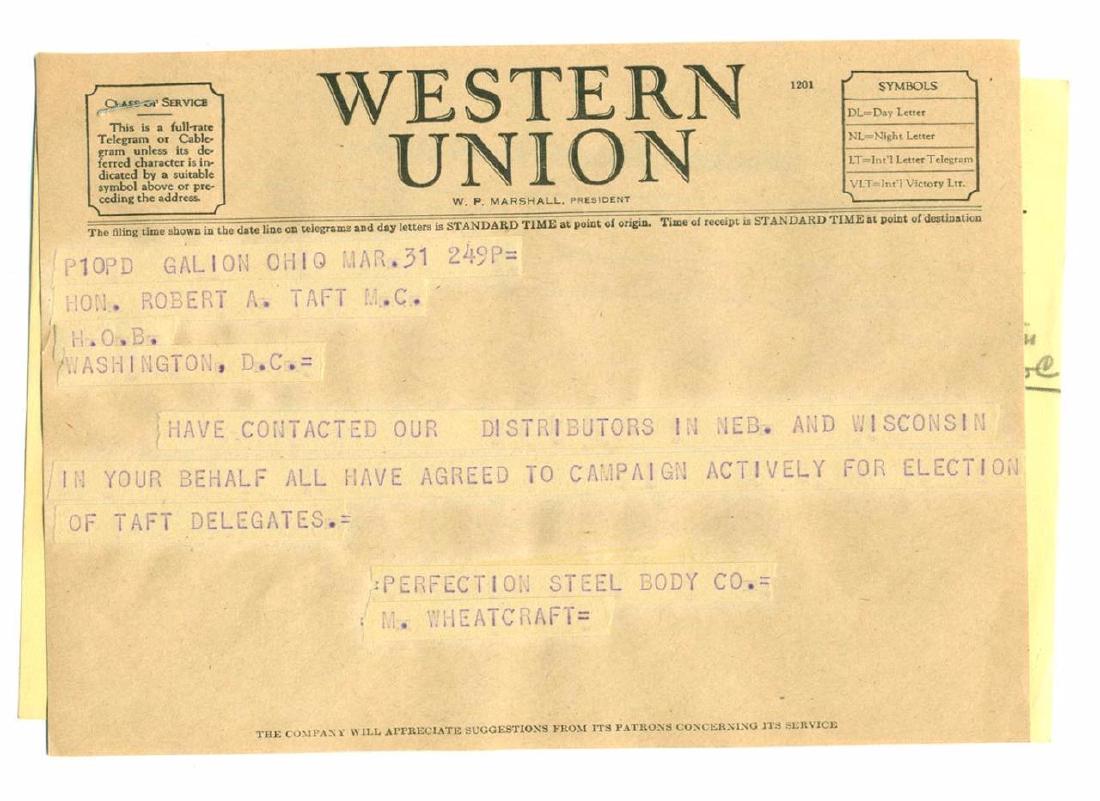 WESTERN
UNION
1201
W. P. MARSHALL, PRESIDENT
CLASS OF SERVICE
This is a full-rate
Telegram or Cable-
gram unless its de-
ferred character is in-
dicated by a suitable
symbol above or pre-
ceding the address.
SYMBOLS
DL=Day Letter
NL=Night Letter
LT=Int'l Letter Telegram
VLT=Int'l Victory Ltr.
The filing time shown in the date line on telegrams and day letters is STANDARD TIME at point of origin. Time of receipt is STANDARD TIME at point of destination
P10PD GALION OHIO MAR.31 249P=
HON. ROBERT A. TAFT M.C.
H.O.B.
WASHINGTON, D.C.=
HAVE CONTACTED OUR DISTRIBUTORS IN NEB. AND WISCONSIN
IN YOUR BEHALF ALL HAVE AGREED TO CAMPAIGN ACTIVELY FOR ELECTION
OF TAFT DELEGATES.=
:PERFECTION STEEL BODY CO.=
: M. WHEATCRAFT=
THE COMPANY WILL APPRECIATE SUGGESTIONS FROM ITS PATRONS CONCERNING ITS SERVICE